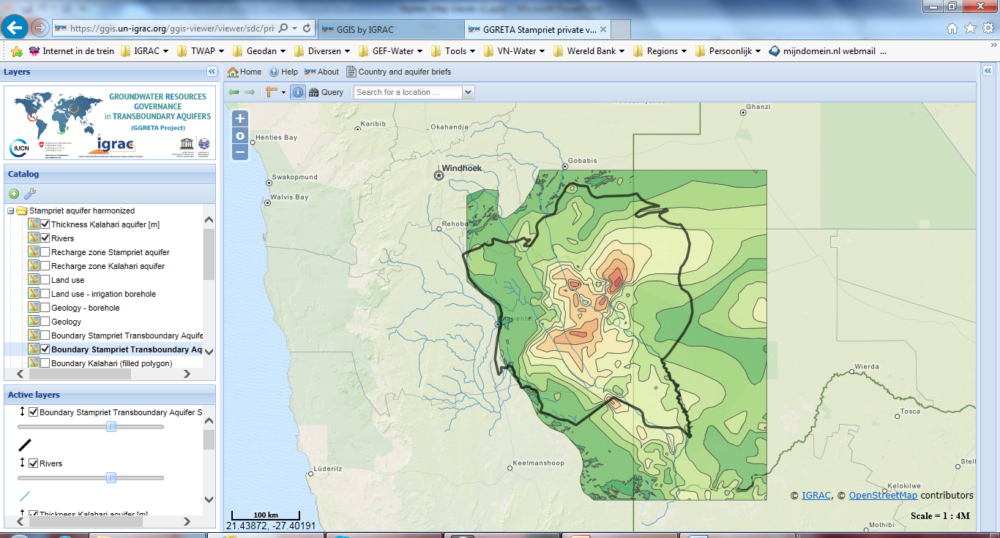 https://ggis.un-igrac.org/ggis-viewer/viewer/sdc/pri
GGIS by IGRAC
GGRETA Stampriet private v...
Internet in de trein
IGRAC
TWAP
Geodan
Diversen
GEF-Water
Tools
VN-Water
Wereld Bank
Regions
Persoonlijk
mijndomein.nl webmail ...
Layers
Home
Help
About
Country and aquifer briefs
Query
Search for a location ...
GROUNDWATER RESOURCES
GOVERNANCE
in TRANSBOUNDARY AQUIFERS
(GGRETA Project)
IUCN
igrac
International Groundwater Resources Assessment Centre
Catalog
Stampriet aquifer harmonized
Thickness Kalahari aquifer [m]
Rivers
Recharge zone Stampriet aquifer
Recharge zone Kalahari aquifer
Land use
Land use - irrigation borehole
Geology - borehole
Geology
Boundary Stampriet Transboundary Aquife
Boundary Stampriet Transboundary Aq
Boundary Kalahari (filled polygon)
Active layers
Boundary Stampriet Transboundary Aquifer S
Rivers
Thickness Kalahari aquifer [m]
Ghanzi
Karibib
Okahandja
Henties Bay
Gobabis
Windhoek
Swakopmund
Walvis Bay
Rehobo
Mariental
Wierda
Tosca
Stell
Keetmanshoop
Lüderitz
Kelokilwe
Mothibi
© IGRAC, © OpenStreetMap contributors
100 km
Scale = 1 : 4M
21.43872, -27.40191